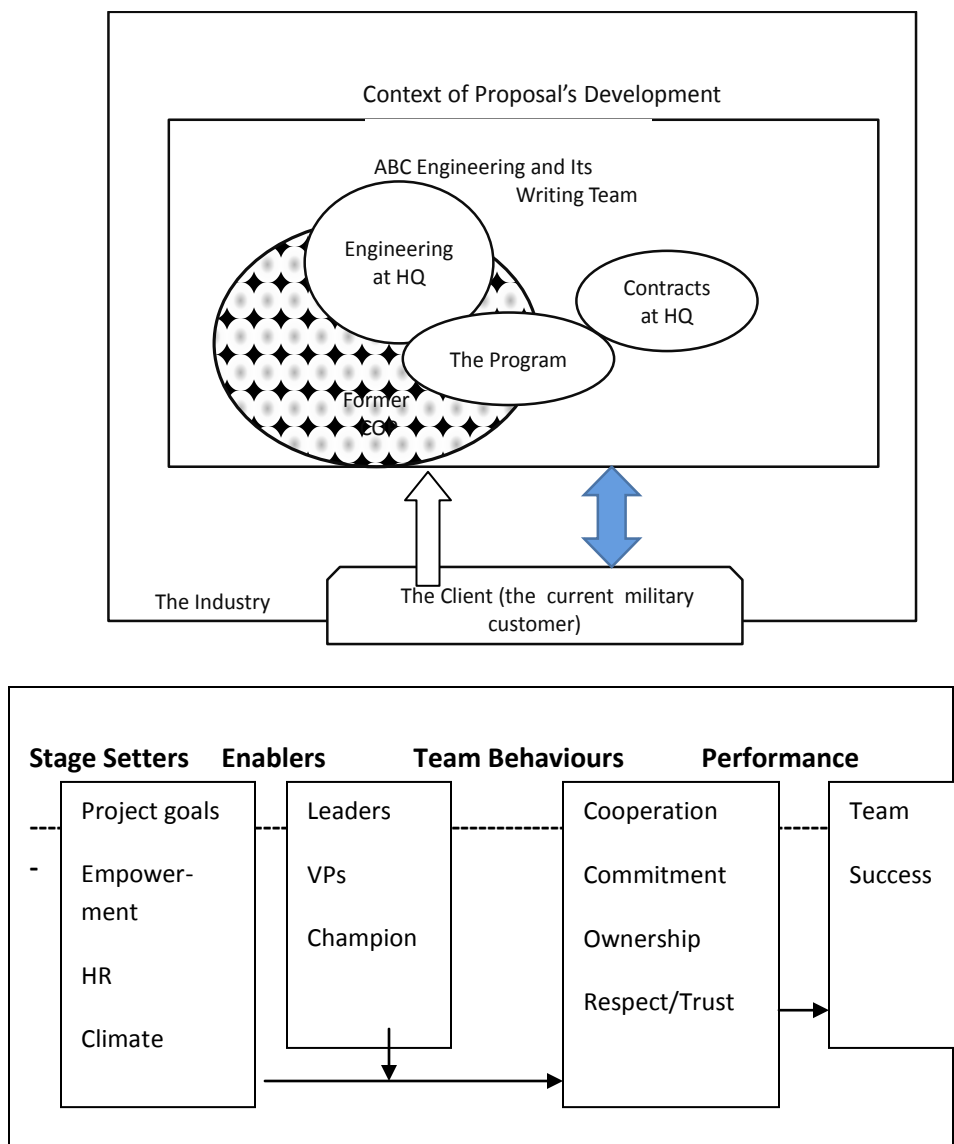 Context of Proposal's Development
ABC Engineering and Its
Writing Team
Engineering
at HQ
Contracts
at HQ
The Program
Former
COP
The Industry
The Client (the current military
customer)
Stage Setters Enablers Team Behaviours Performance
Project goals
Empower-
ment
HR
Climate
Leaders
VPs
Champion
Cooperation
Commitment
Ownership
Respect/Trust
Team
Success